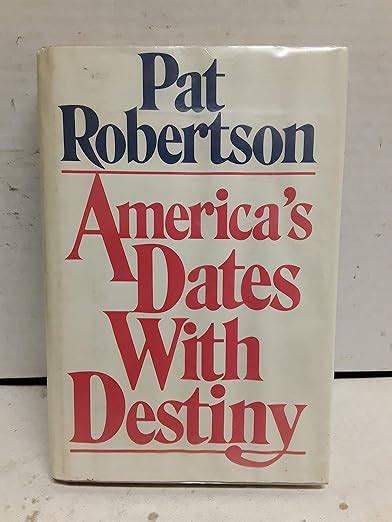 Pat
Robertson
America's
Dates
With
Destiny